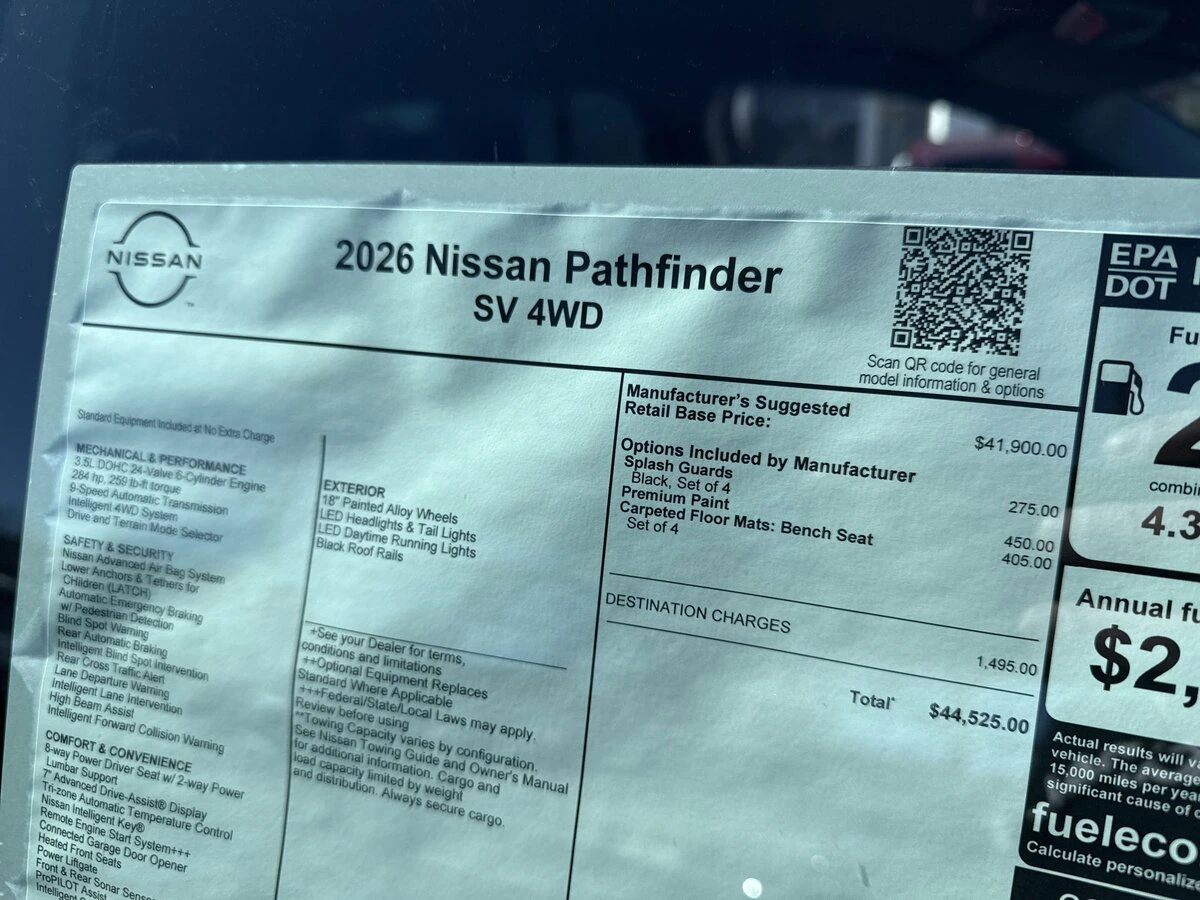 NISSAN
TM
2026 Nissan Pathfinder
SV 4WD
Scan QR code for general
model information & options
Standard Equipment Included at No Extra Charge
MECHANICAL & PERFORMANCE
3.5L DOHC 24-Valve 6-Cylinder Engine
284 hp, 259 lb-ft torque
9-Speed Automatic Transmission
Intelligent 4WD System
Drive and Terrain Mode Selector
SAFETY & SECURITY
Nissan Advanced Air Bag System
Lower Anchors & Tethers for
CHildren (LATCH)
Automatic Emergency Braking
w/ Pedestrian Detection
Blind Spot Warning
Rear Automatic Braking
Intelligent Blind Spot Intervention
Rear Cross Traffic Alert
Lane Departure Warning
Intelligent Lane Intervention
High Beam Assist
Intelligent Forward Collision Warning
COMFORT & CONVENIENCE
8-way Power Driver Seat w/ 2-way Power
Lumbar Support
7" Advanced Drive-Assist® Display
Tri-zone Automatic Temperature Control
Nissan Intelligent Key®
Remote Engine Start System+++
Connected Garage Door Opener
Heated Front Seats
Power Liftgate
Front & Rear Sonar Senso
ProPILOT Assist
Intelligent
EXTERIOR
18" Painted Alloy Wheels
LED Headlights & Tail Lights
LED Daytime Running Lights
Black Roof Rails
+See your Dealer for terms,
conditions and limitations
++Optional Equipment Replaces
Standard Where Applicable
+++Federal/State/Local Laws may apply.
Review before using
**Towing Capacity varies by configuration.
See Nissan Towing Guide and Owner's Manual
for additional information. Cargo and
load capacity limited by weight
and distribution. Always secure cargo.
Manufacturer's Suggested
Retail Base Price: $41,900.00
Options Included by Manufacturer
Splash Guards 275.00
Black, Set of 4
Premium Paint 450.00
Carpeted Floor Mats: Bench Seat 405.00
Set of 4
DESTINATION CHARGES 1,495.00
Total* $44,525.00
EPA
DOT
Fu
2
combin
4.3
Annual fu
$2,
Actual results will va
vehicle. The average
15,000 miles per year
significant cause of c
fueleco
Calculate personalize